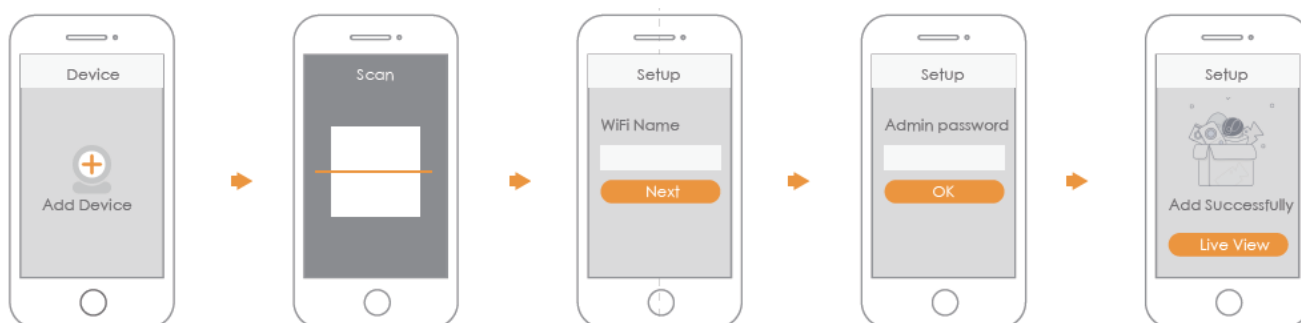 Device
Add Device
Scan
Setup
WiFi Name
Next
Setup
Admin password
OK
Setup
Add Successfully
Live View